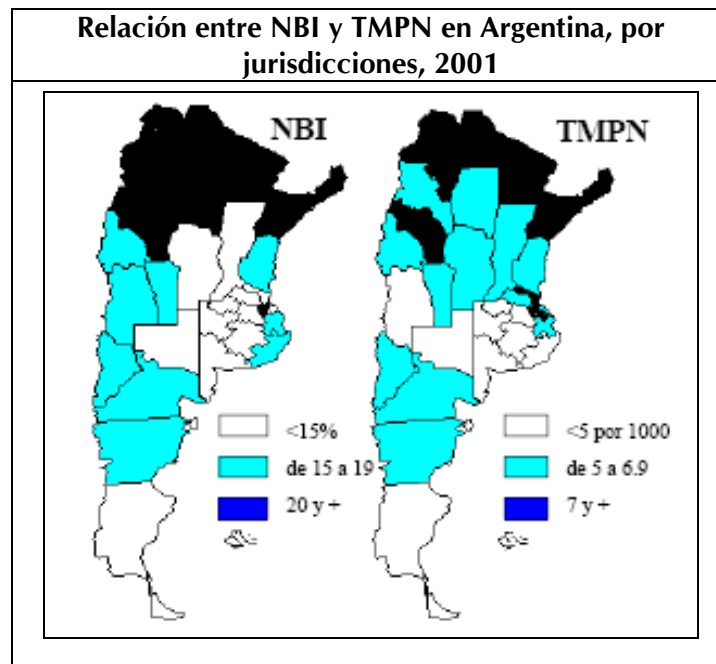 Relación entre NBI y TMPN en Argentina, por
jurisdicciones, 2001
NBI
TMPN
<15%
de 15 a 19
20 y +
<5 por 1000
de 5 a 6.9
7 y +